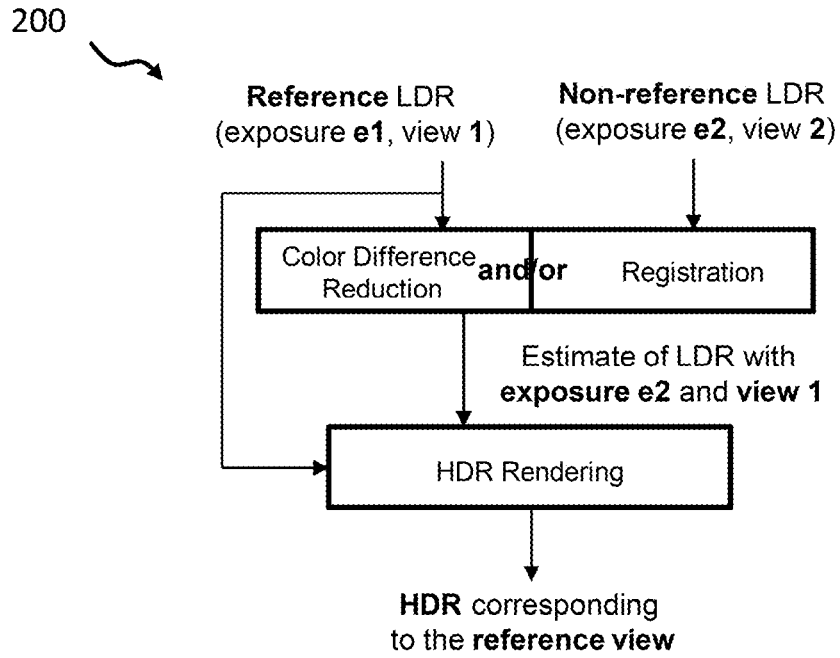 200
Reference LDR
(exposure e1, view 1)
Non-reference LDR
(exposure e2, view 2)
Color Difference
Reduction
and/or
Registration
Estimate of LDR with
exposure e2 and view 1
HDR Rendering
HDR corresponding
to the reference view